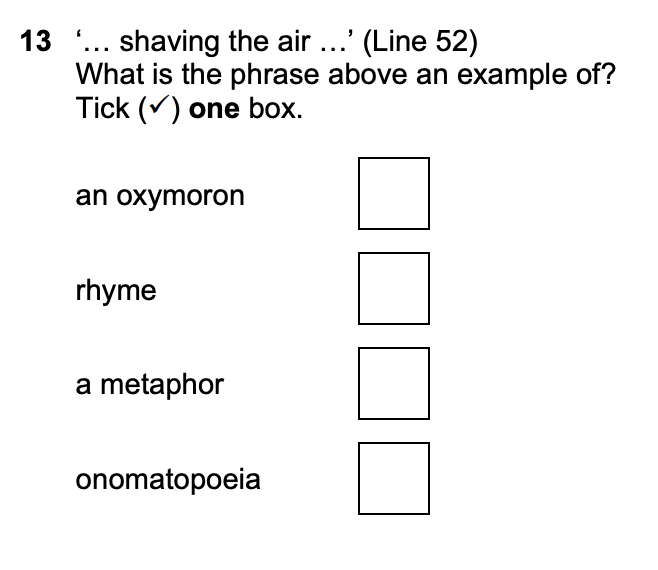 13 ‘… shaving the air …’ (Line 52)
What is the phrase above an example of?
Tick (✓) one box.
an oxymoron
rhyme
a metaphor
onomatopoeia